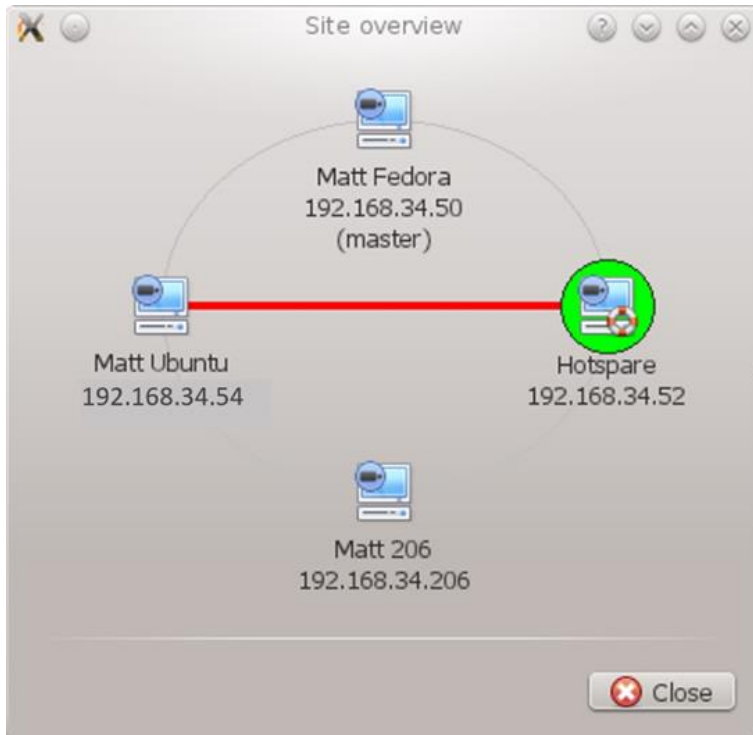 Site overview
Matt Fedora
192.168.34.50
(master)
Matt Ubuntu
192.168.34.54
Hotspare
192.168.34.52
Matt 206
192.168.34.206
Close